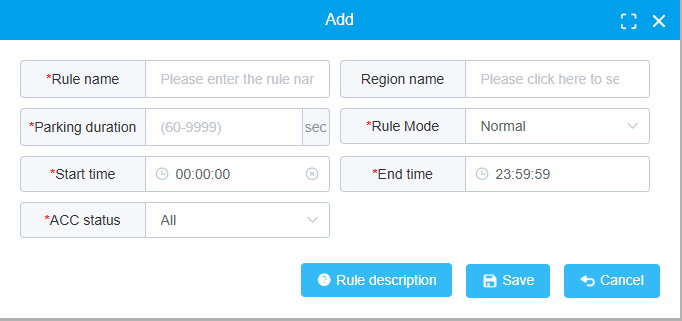 Add
*Rule name Please enter the rule nar Region name Please click here to se
*Parking duration (60-9999) sec *Rule Mode Normal
*Start time 00:00:00 *End time 23:59:59
*ACC status All
? Rule description Save Cancel